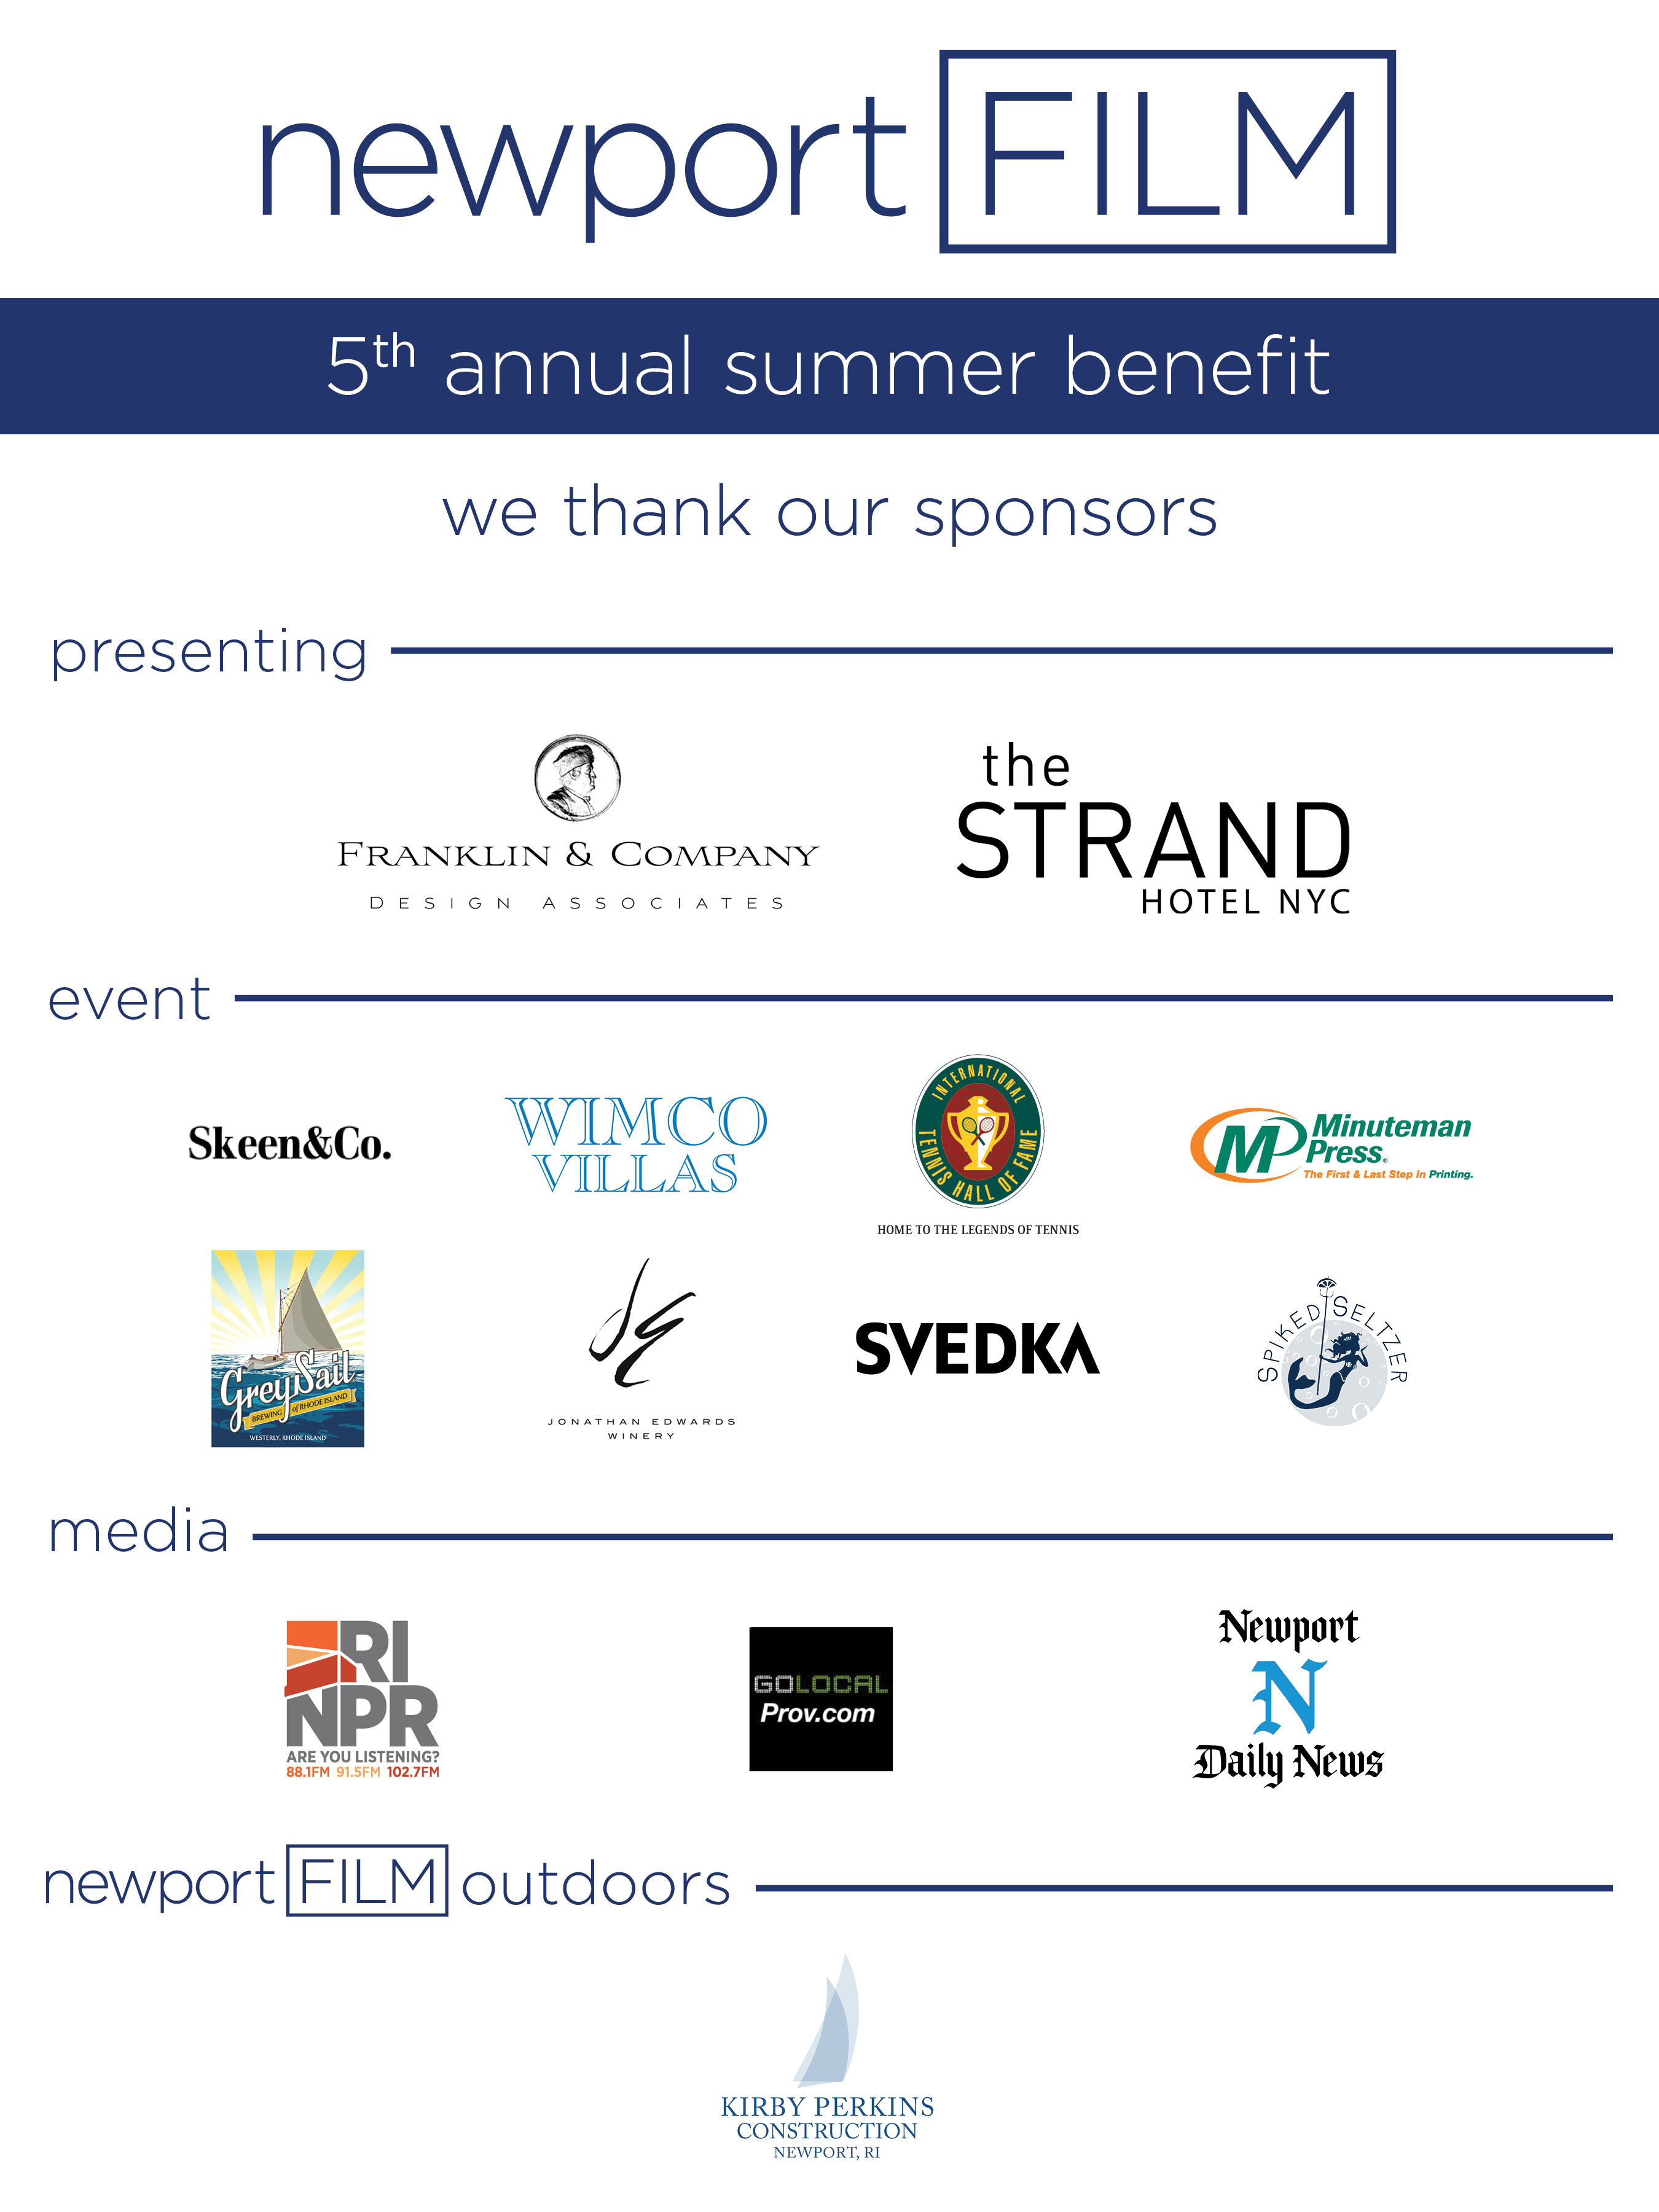 newport FILM
5th annual summer benefit
we thank our sponsors
presenting
FRANKLIN & COMPANY
DESIGN ASSOCIATES
the
STRAND
HOTEL NYC
event
Skeen&Co.
WIMCO
VILLAS
INTERNATIONAL
TENNIS HALL OF FAME
HOME TO THE LEGENDS OF TENNIS
MP
Minuteman
Press®
The First & Last Step In Printing.
GreySail
BREWING of RHODE ISLAND
WESTERLY, RHODE ISLAND
JE
JONATHAN EDWARDS
WINERY
SVEDKA
SPIKED SELTZER
media
RI
NPR
ARE YOU LISTENING?
88.1FM 91.5FM 102.7FM
GOLOCAL
Prov.com
Newport
N
Daily News
newport FILM outdoors
KIRBY PERKINS
CONSTRUCTION
NEWPORT, RI